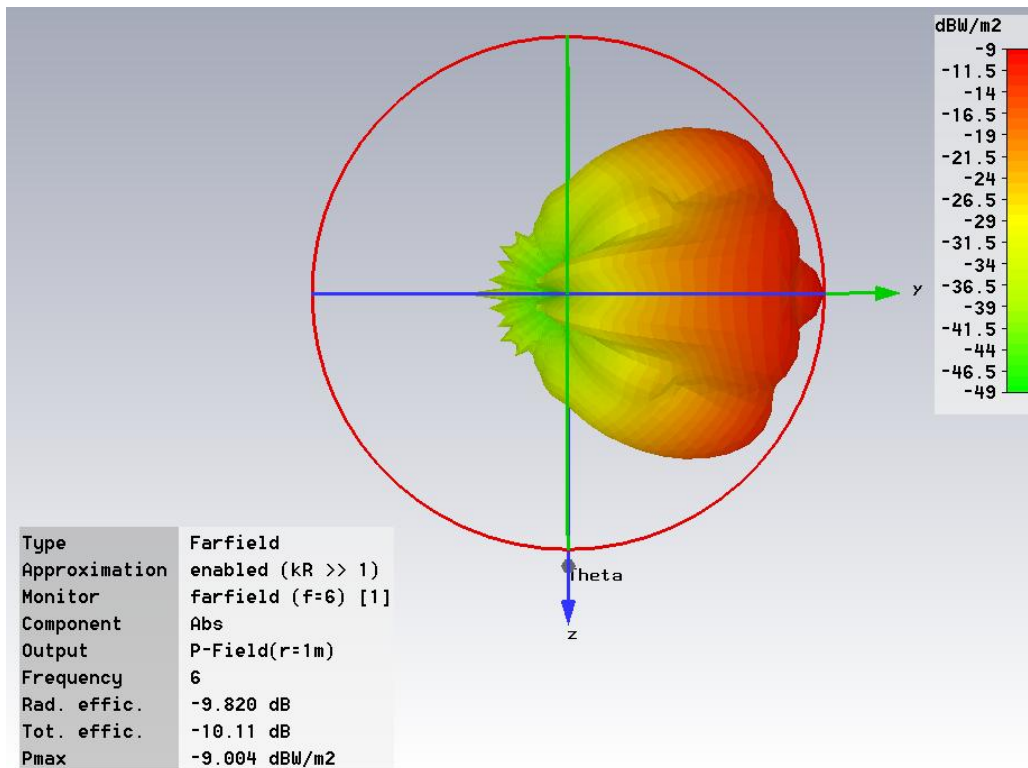 dBW/m2
-9
-11.5
-14
-16.5
-19
-21.5
-24
-26.5
-29
-31.5
-34
-36.5
-39
-41.5
-44
-46.5
-49
y
Theta
z
Type Farfield
Approximation enabled (kR >> 1)
Monitor farfield (f=6) [1]
Component Abs
Output P-Field(r=1m)
Frequency 6
Rad. effic. -9.820 dB
Tot. effic. -10.11 dB
Pmax -9.004 dBW/m2